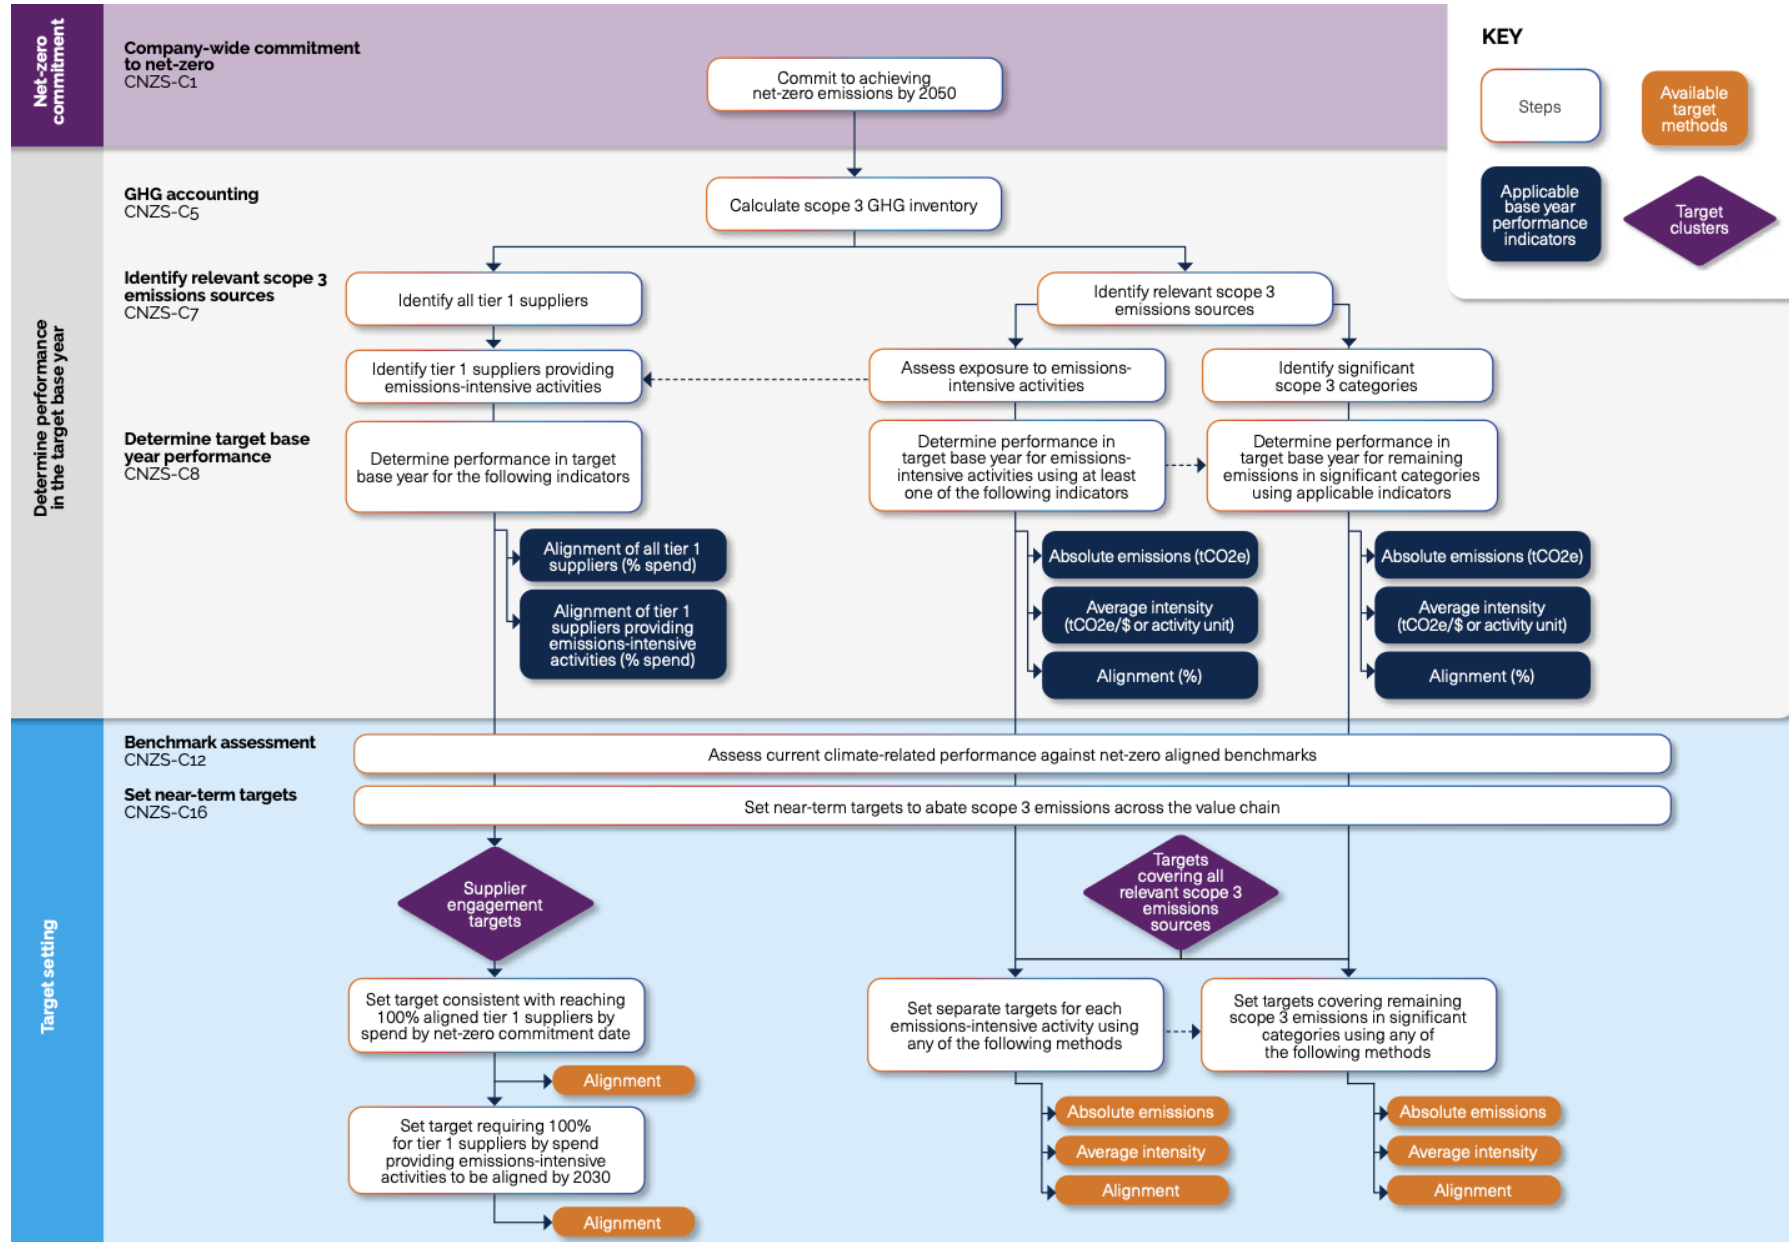 Net-zero
commitment
Company-wide commitment
to net-zero
CNZS-C1
Commit to achieving
net-zero emissions by 2050
KEY
Steps
Available
target
methods
Applicable
base year
performance
indicators
Target
clusters
Determine performance
in the target base year
GHG accounting
CNZS-C5
Calculate scope 3 GHG inventory
Identify relevant scope 3
emissions sources
CNZS-C7
Identify all tier 1 suppliers
Identify relevant scope 3
emissions sources
Identify tier 1 suppliers providing
emissions-intensive activities
Assess exposure to emissions-
intensive activities
Identify significant
scope 3 categories
Determine target base
year performance
CNZS-C8
Determine performance in target
base year for the following indicators
Determine performance in
target base year for emissions-
intensive activities using at least
one of the following indicators
Determine performance in
target base year for remaining
emissions in significant categories
using applicable indicators
Alignment of all tier 1
suppliers (% spend)
Alignment of tier 1
suppliers providing
emissions-intensive
activities (% spend)
Absolute emissions (tCO2e)
Average intensity
(tCO2e/$ or activity unit)
Alignment (%)
Absolute emissions (tCO2e)
Average intensity
(tCO2e/$ or activity unit)
Alignment (%)
Target setting
Benchmark assessment
CNZS-C12
Assess current climate-related performance against net-zero aligned benchmarks
Set near-term targets
CNZS-C16
Set near-term targets to abate scope 3 emissions across the value chain
Supplier
engagement
targets
Targets
covering all
relevant scope 3
emissions
sources
Set target consistent with reaching
100% aligned tier 1 suppliers by
spend by net-zero commitment date
Alignment
Set target requiring 100%
for tier 1 suppliers by spend
providing emissions-intensive
activities to be aligned by 2030
Alignment
Set separate targets for each
emissions-intensive activity using
any of the following methods
Absolute emissions
Average intensity
Alignment
Set targets covering remaining
scope 3 emissions in significant
categories using any of
the following methods
Absolute emissions
Average intensity
Alignment